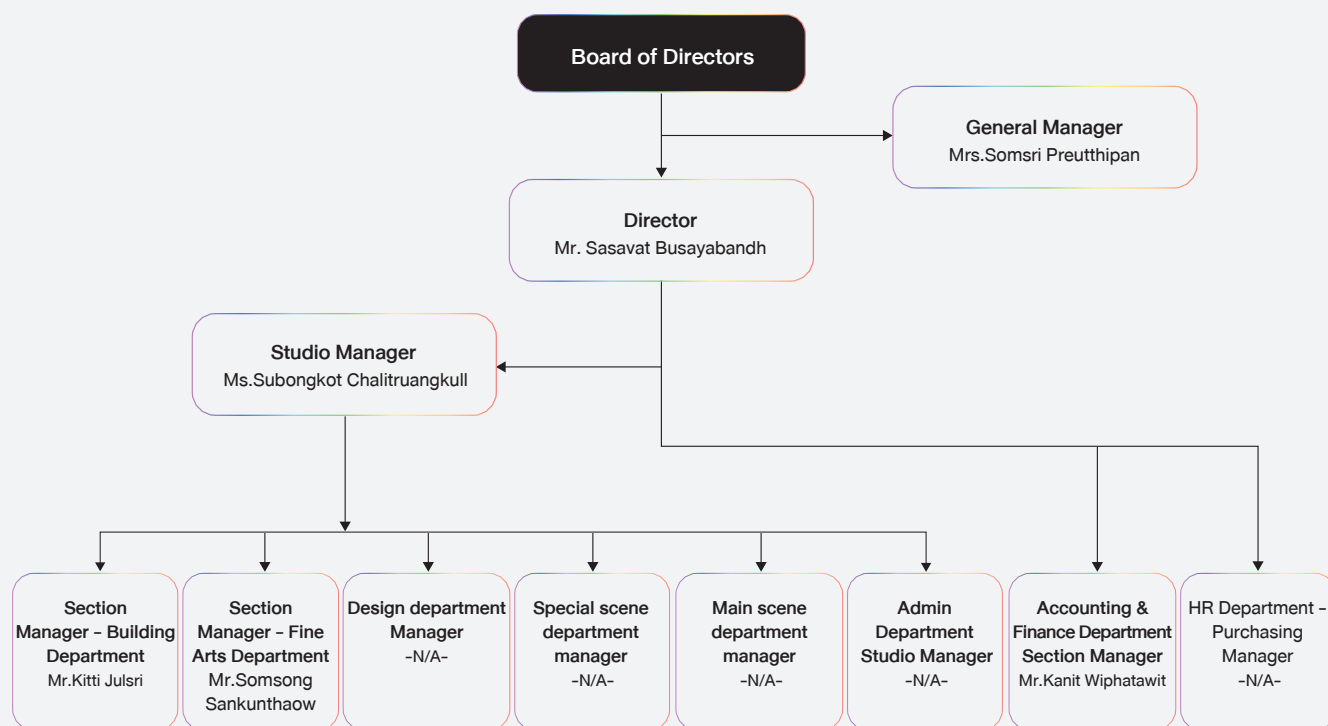 Board of Directors
General Manager
Mrs.Somsri Preutthipan
Director
Mr. Sasavat Busayabandh
Studio Manager
Ms.Subongkot Chalitruangkull
Section
Manager - Building
Department
Mr.Kitti Julsri
Section
Manager - Fine
Arts Department
Mr.Somsong
Sankunthaow
Design department
Manager
-N/A-
Special scene
department
manager
-N/A-
Main scene
department
manager
-N/A-
Admin
Department
Studio Manager
-N/A-
Accounting &
Finance Department
Section Manager
Mr.Kanit Wiphatawit
HR Department -
Purchasing
Manager
-N/A-